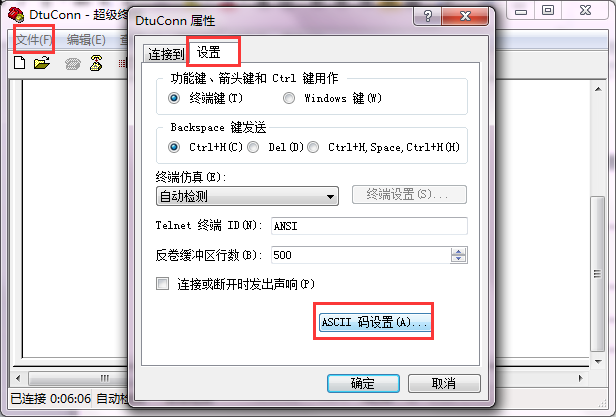 DtuConn - 超级终
文件(F) 编辑(E) 查
DtuConn 属性
连接到 设置
功能键、箭头键和 Ctrl 键用作
终端键(T) Windows 键(W)
Backspace 键发送
Ctrl+H(C) Del(D) Ctrl+H,Space,Ctrl+H(H)
终端仿真(E):
自动检测 终端设置(S)...
Telnet 终端 ID(N): ANSI
反卷缓冲区行数(B): 500
连接或断开时发出声响(P)
ASCII 码设置(A)...
确定 取消
已连接 0:06:06 自动检